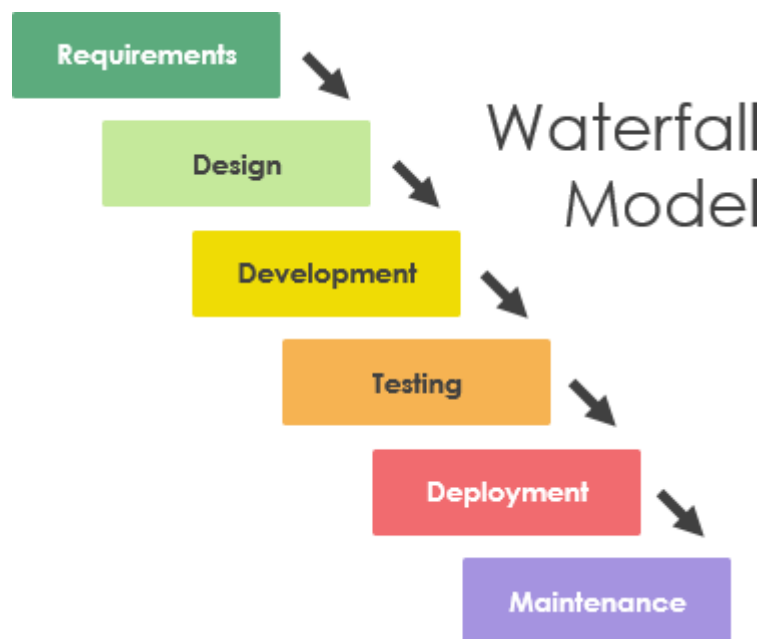 Requirements
Waterfall
Model
Design
Development
Testing
Deployment
Maintenance